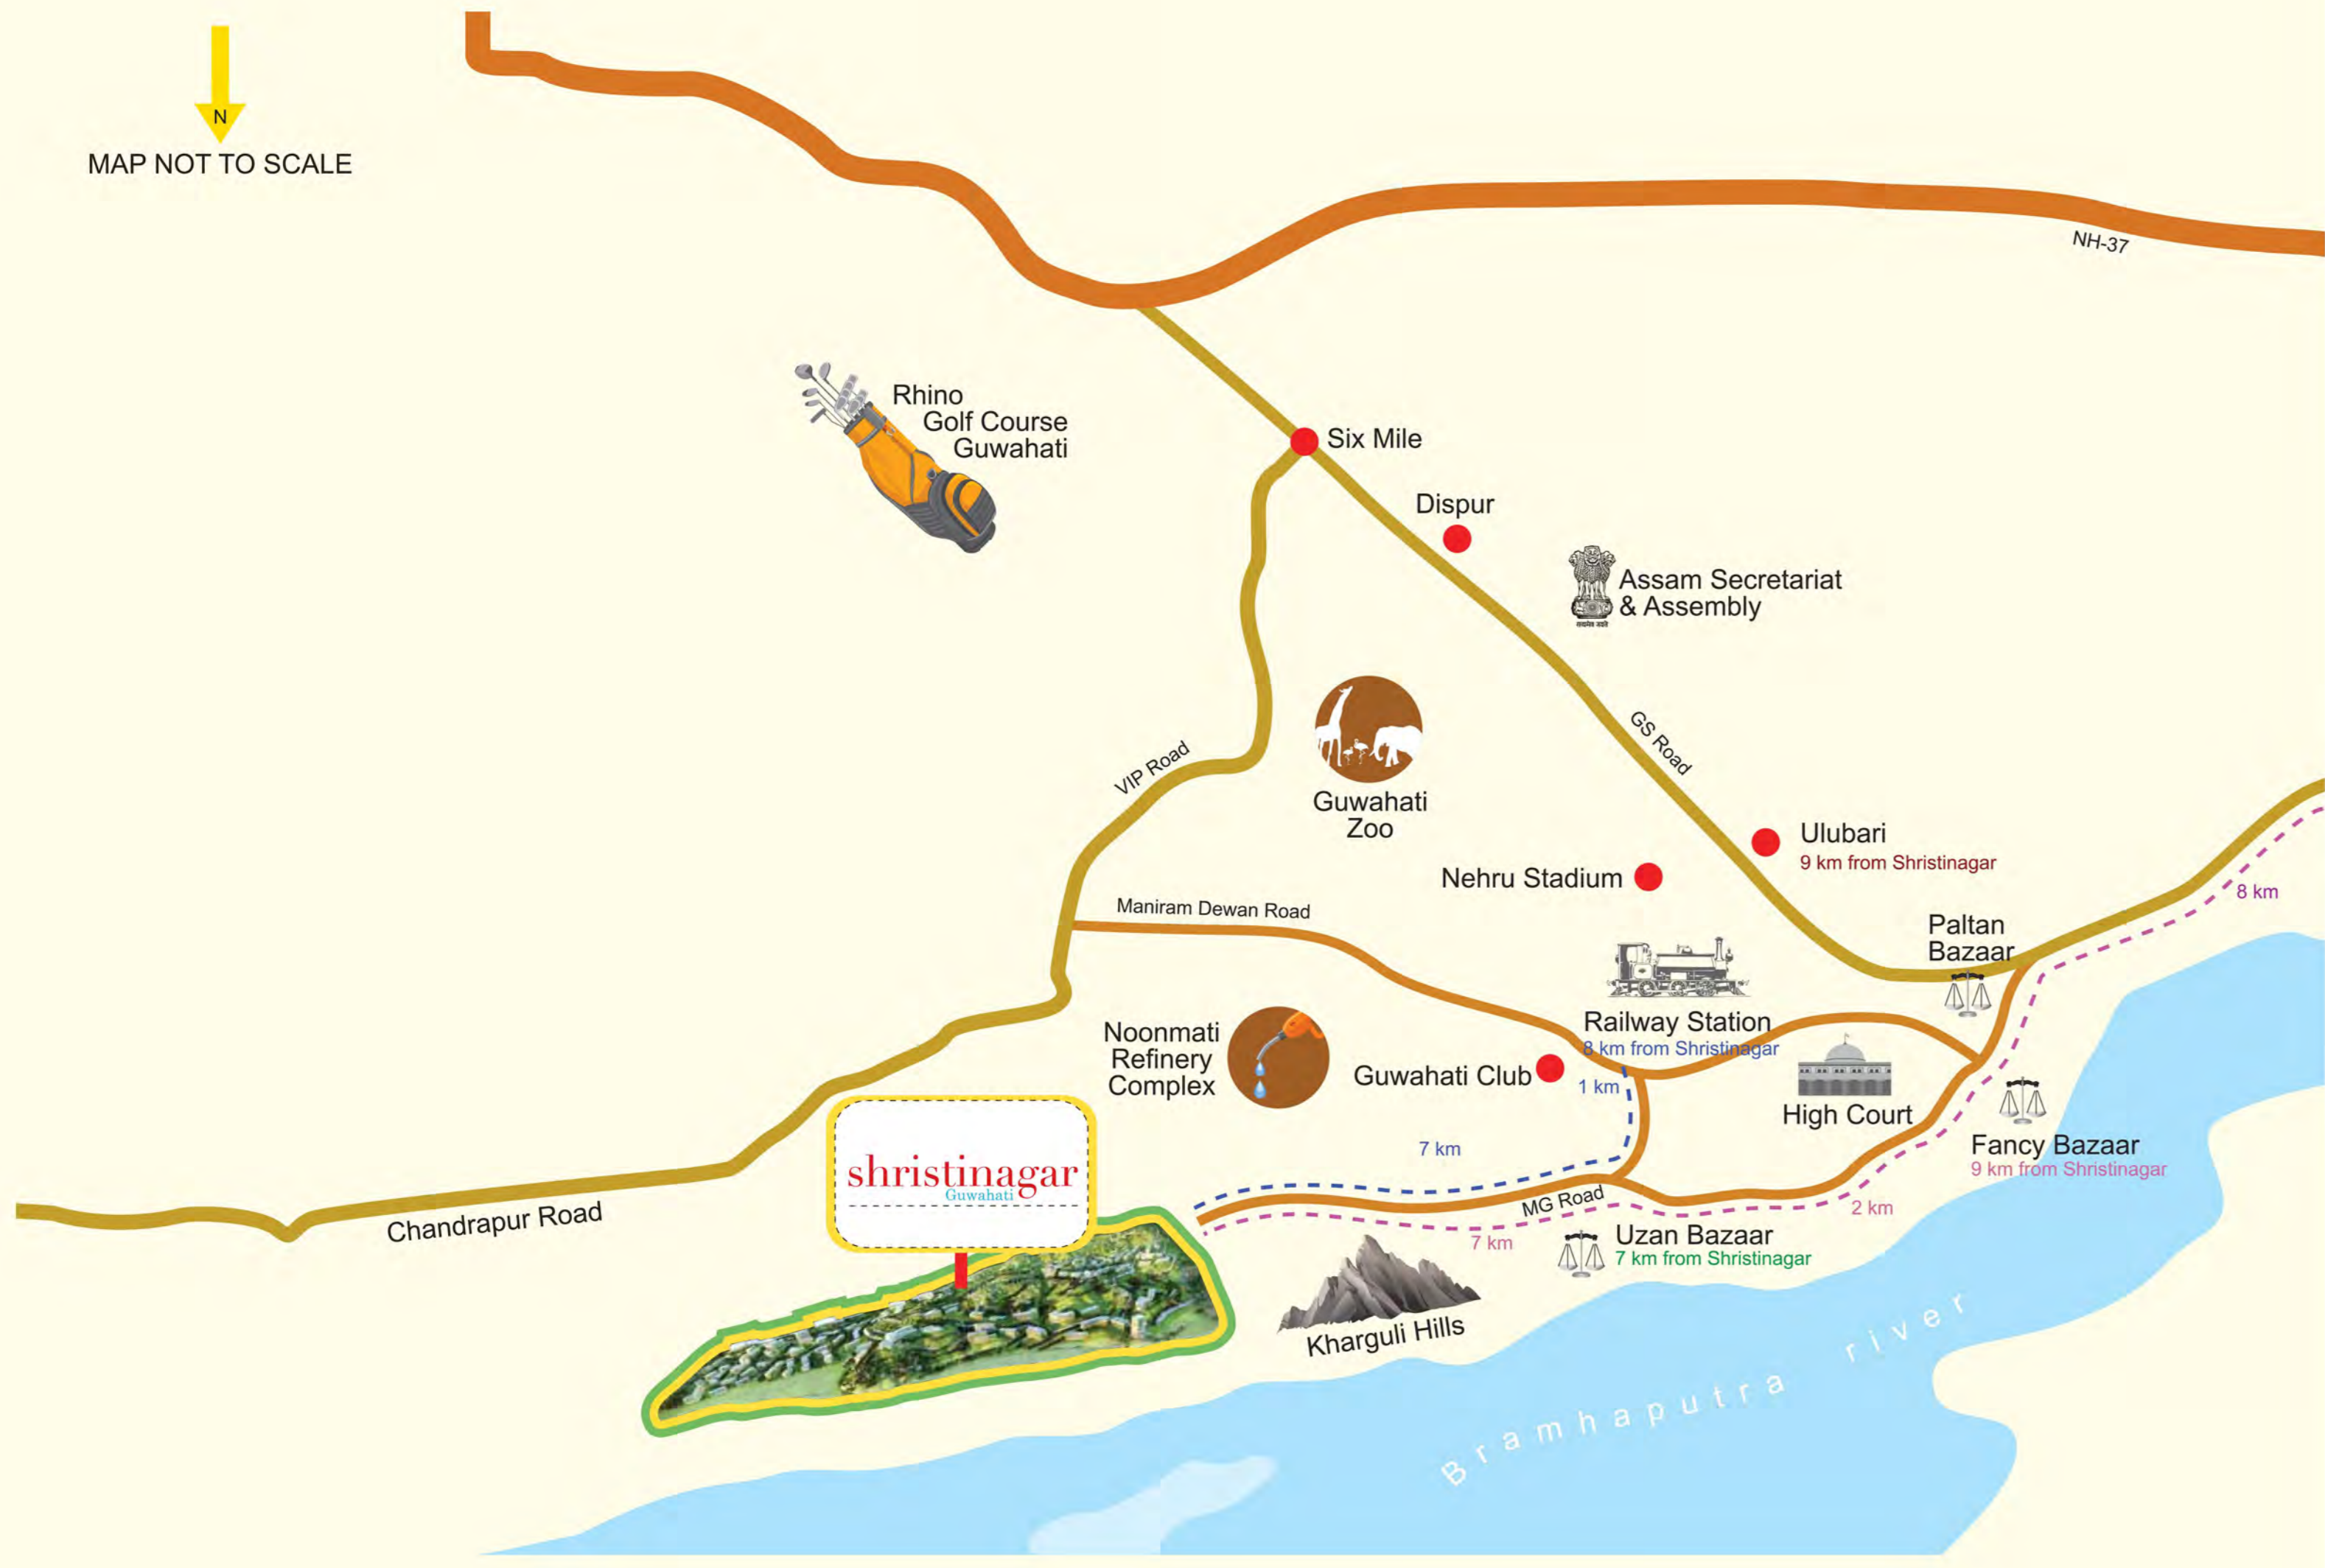 N
MAP NOT TO SCALE
NH-37
Rhino
Golf Course
Guwahati
Six Mile
Dispur
Assam Secretariat
& Assembly
GS Road
VIP Road
Guwahati
Zoo
Ulubari
9 km from Shristinagar
Nehru Stadium
8 km
Maniram Dewan Road
Paltan
Bazaar
Railway Station
8 km from Shristinagar
Noonmati
Refinery
Complex
Guwahati Club
1 km
High Court
7 km
Fancy Bazaar
9 km from Shristinagar
shristinagar
Guwahati
Chandrapur Road
MG Road
2 km
7 km
Uzan Bazaar
7 km from Shristinagar
Kharguli Hills
Bramhaputra river